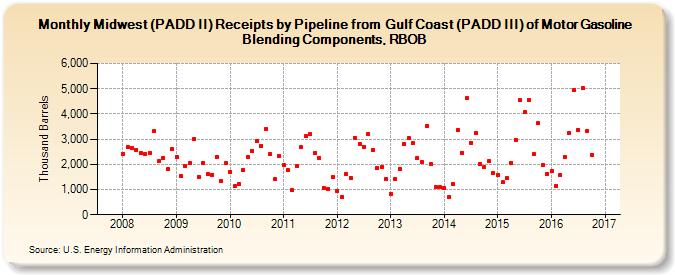 Monthly Midwest (PADD II) Receipts by Pipeline from Gulf Coast (PADD III) of Motor Gasoline
Blending Components, RBOB
Thousand Barrels
6,000
5,000
4,000
3,000
2,000
1,000
0
2008 2009 2010 2011 2012 2013 2014 2015 2016 2017
Source: U.S. Energy Information Administration